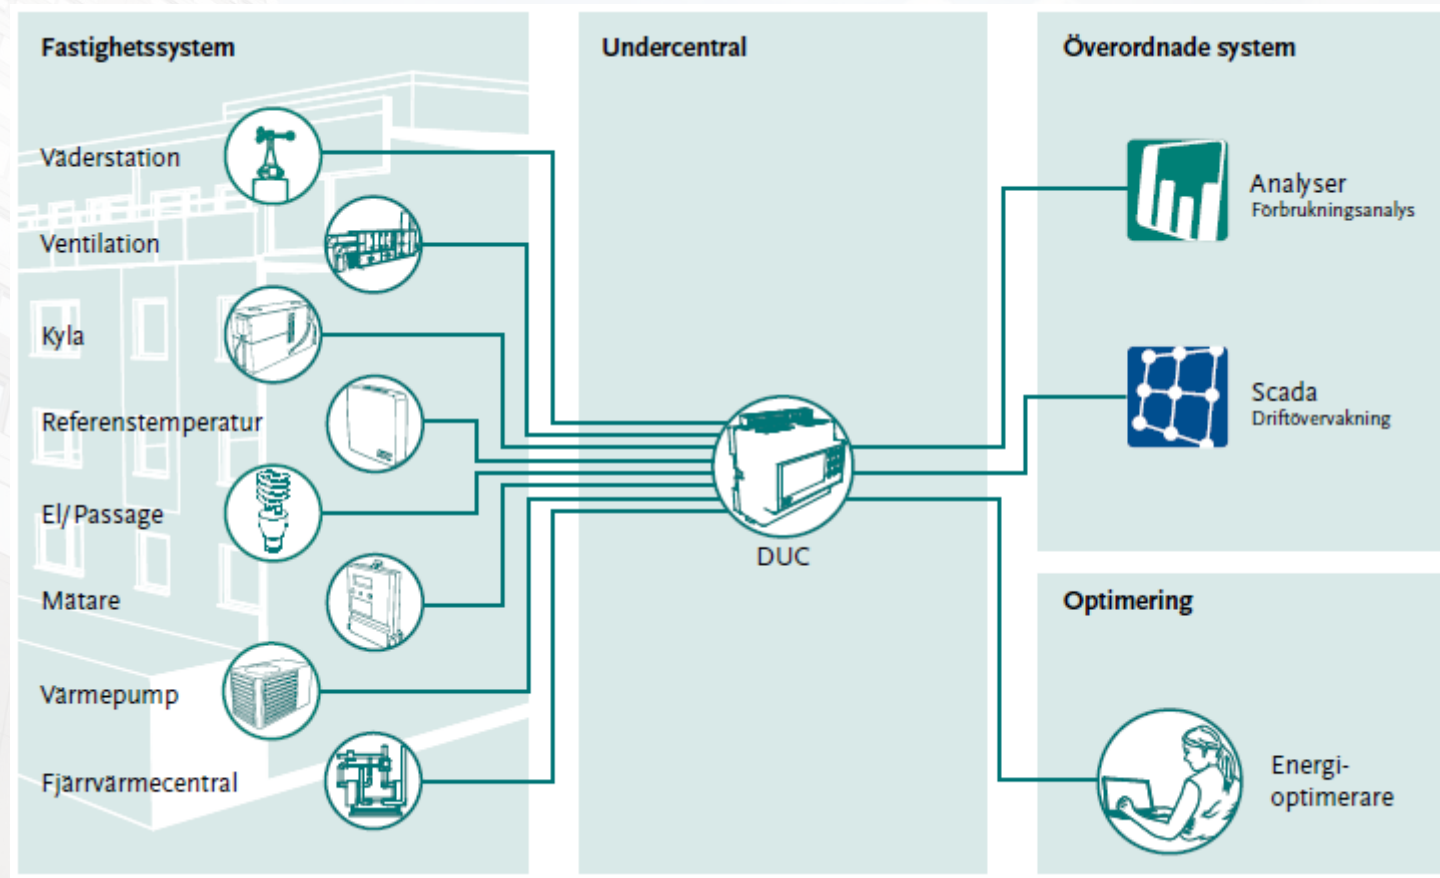 Fastighetssystem
Väderstation
Ventilation
Kyla
Referenstemperatur
El/Passage
Mätare
Värmepump
Fjärrvärmecentral
Undercentral
DUC
Överordnade system
Analyser
Förbrukningsanalys
Scada
Driftövervakning
Optimering
Energi-
optimerare